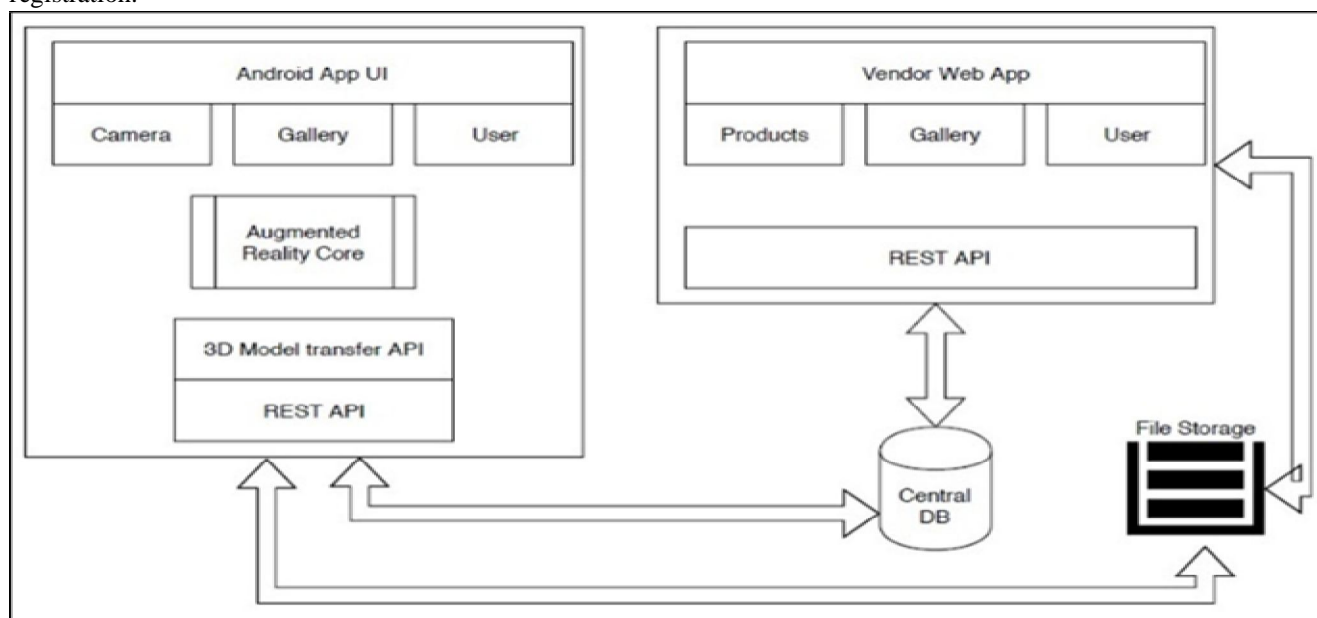 registration.
Android App UI
Camera
Gallery
User
Augmented
Reality Core
3D Model transfer API
REST API
Vendor Web App
Products
Gallery
User
REST API
Central
DB
File Storage